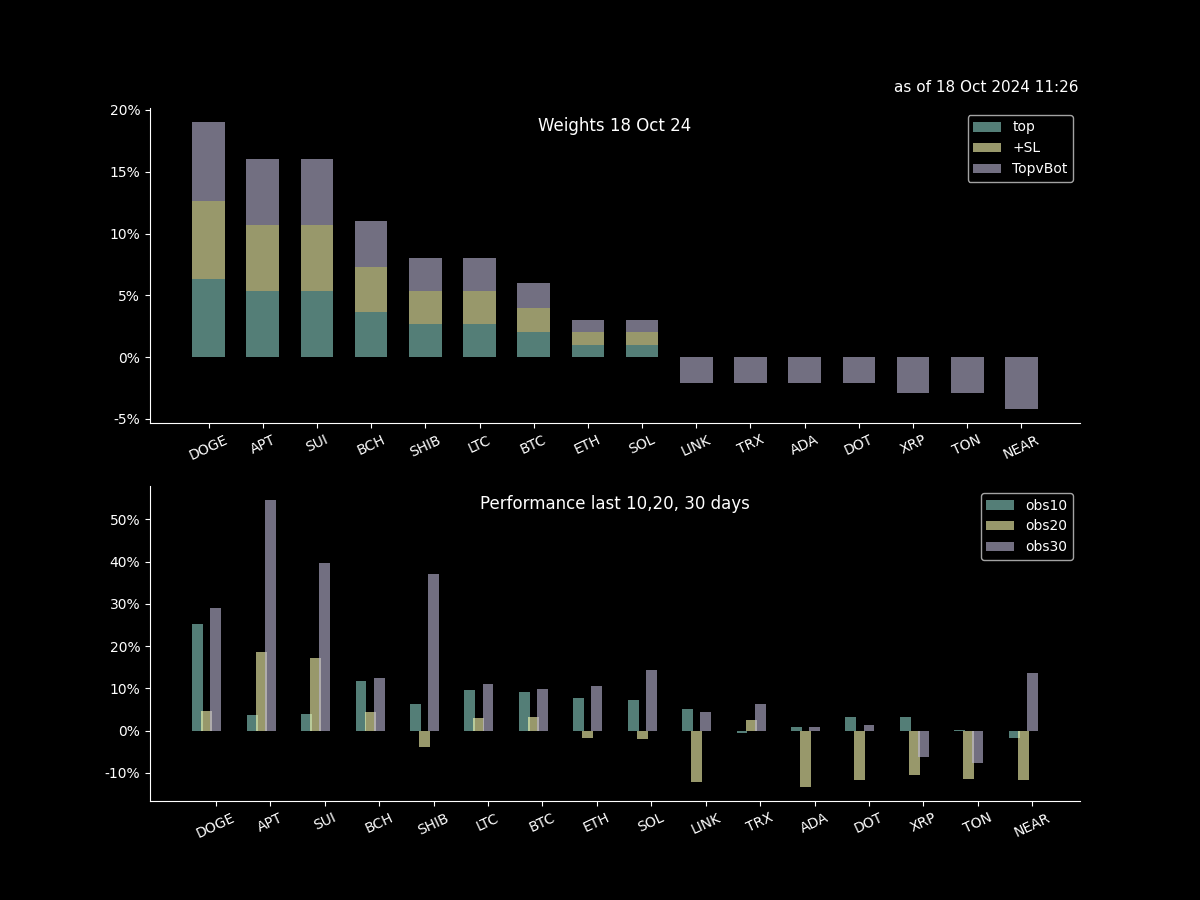 as of 18 Oct 2024 11:26
Weights 18 Oct 24
top
+SL
TopvBot
20%
15%
10%
5%
0%
-5%
DOGE APT SUI BCH SHIB LTC BTC ETH SOL LINK TRX ADA DOT XRP TON NEAR
Performance last 10,20, 30 days
obs10
obs20
obs30
50%
40%
30%
20%
10%
0%
-10%
DOGE APT SUI BCH SHIB LTC BTC ETH SOL LINK TRX ADA DOT XRP TON NEAR